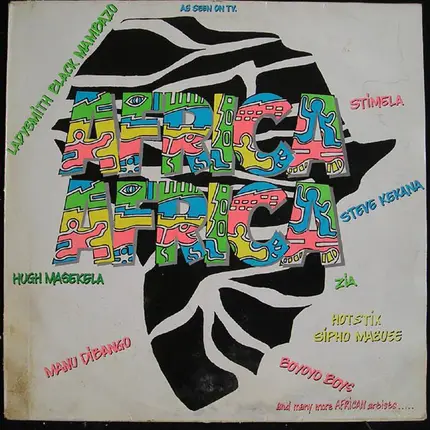 AS SEEN ON T.V.
LADYSMITH BLACK MAMBAZO
AFRICA
STIMELA
AFRICA
STEVE KEKANA
HUGH MASEKELA
ZIA
HOTSTIX
SIPHO MABUSE
MANU DIBANGO
BOYOYO BOYS
and many more AFRICAN artists.....